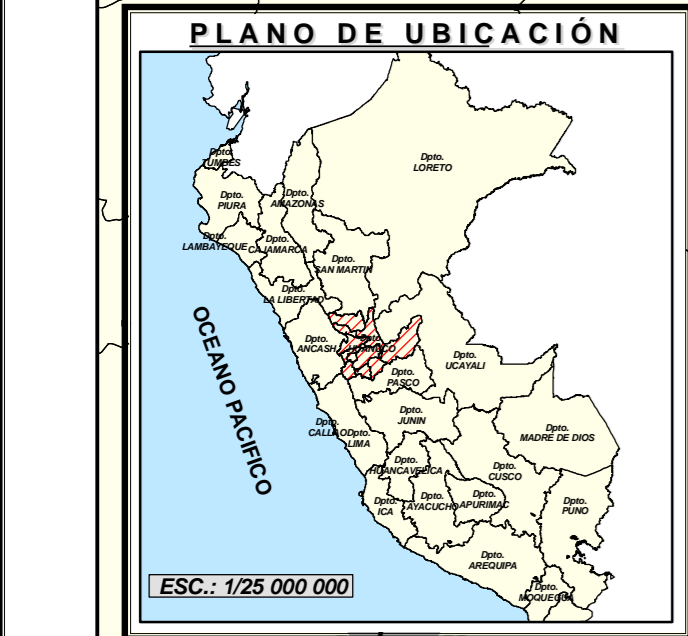 PLANO DE UBICACIÓN
Dpto.
TUMBES
Dpto.
LORETO
Dpto.
PIURA
Dpto.
AMAZONAS
Dpto.
LAMBAYEQUE
Dpto.
CAJAMARCA
Dpto.
SAN MARTIN
Dpto.
LA LIBERTAD
OCEANO PACIFICO
Dpto.
ANCASH
Dpto.
HUANUCO
Dpto.
UCAYALI
Dpto.
PASCO
Dpto.
JUNIN
Dpto.
CALLAO
Dpto.
LIMA
Dpto.
MADRE DE DIOS
Dpto.
HUANCAVELICA
Dpto.
CUSCO
Dpto.
ICA
Dpto.
AYACUCHO
Dpto.
APURIMAC
Dpto.
PUNO
Dpto.
AREQUIPA
Dpto.
MOQUEGUA
ESC.: 1/25 000 000